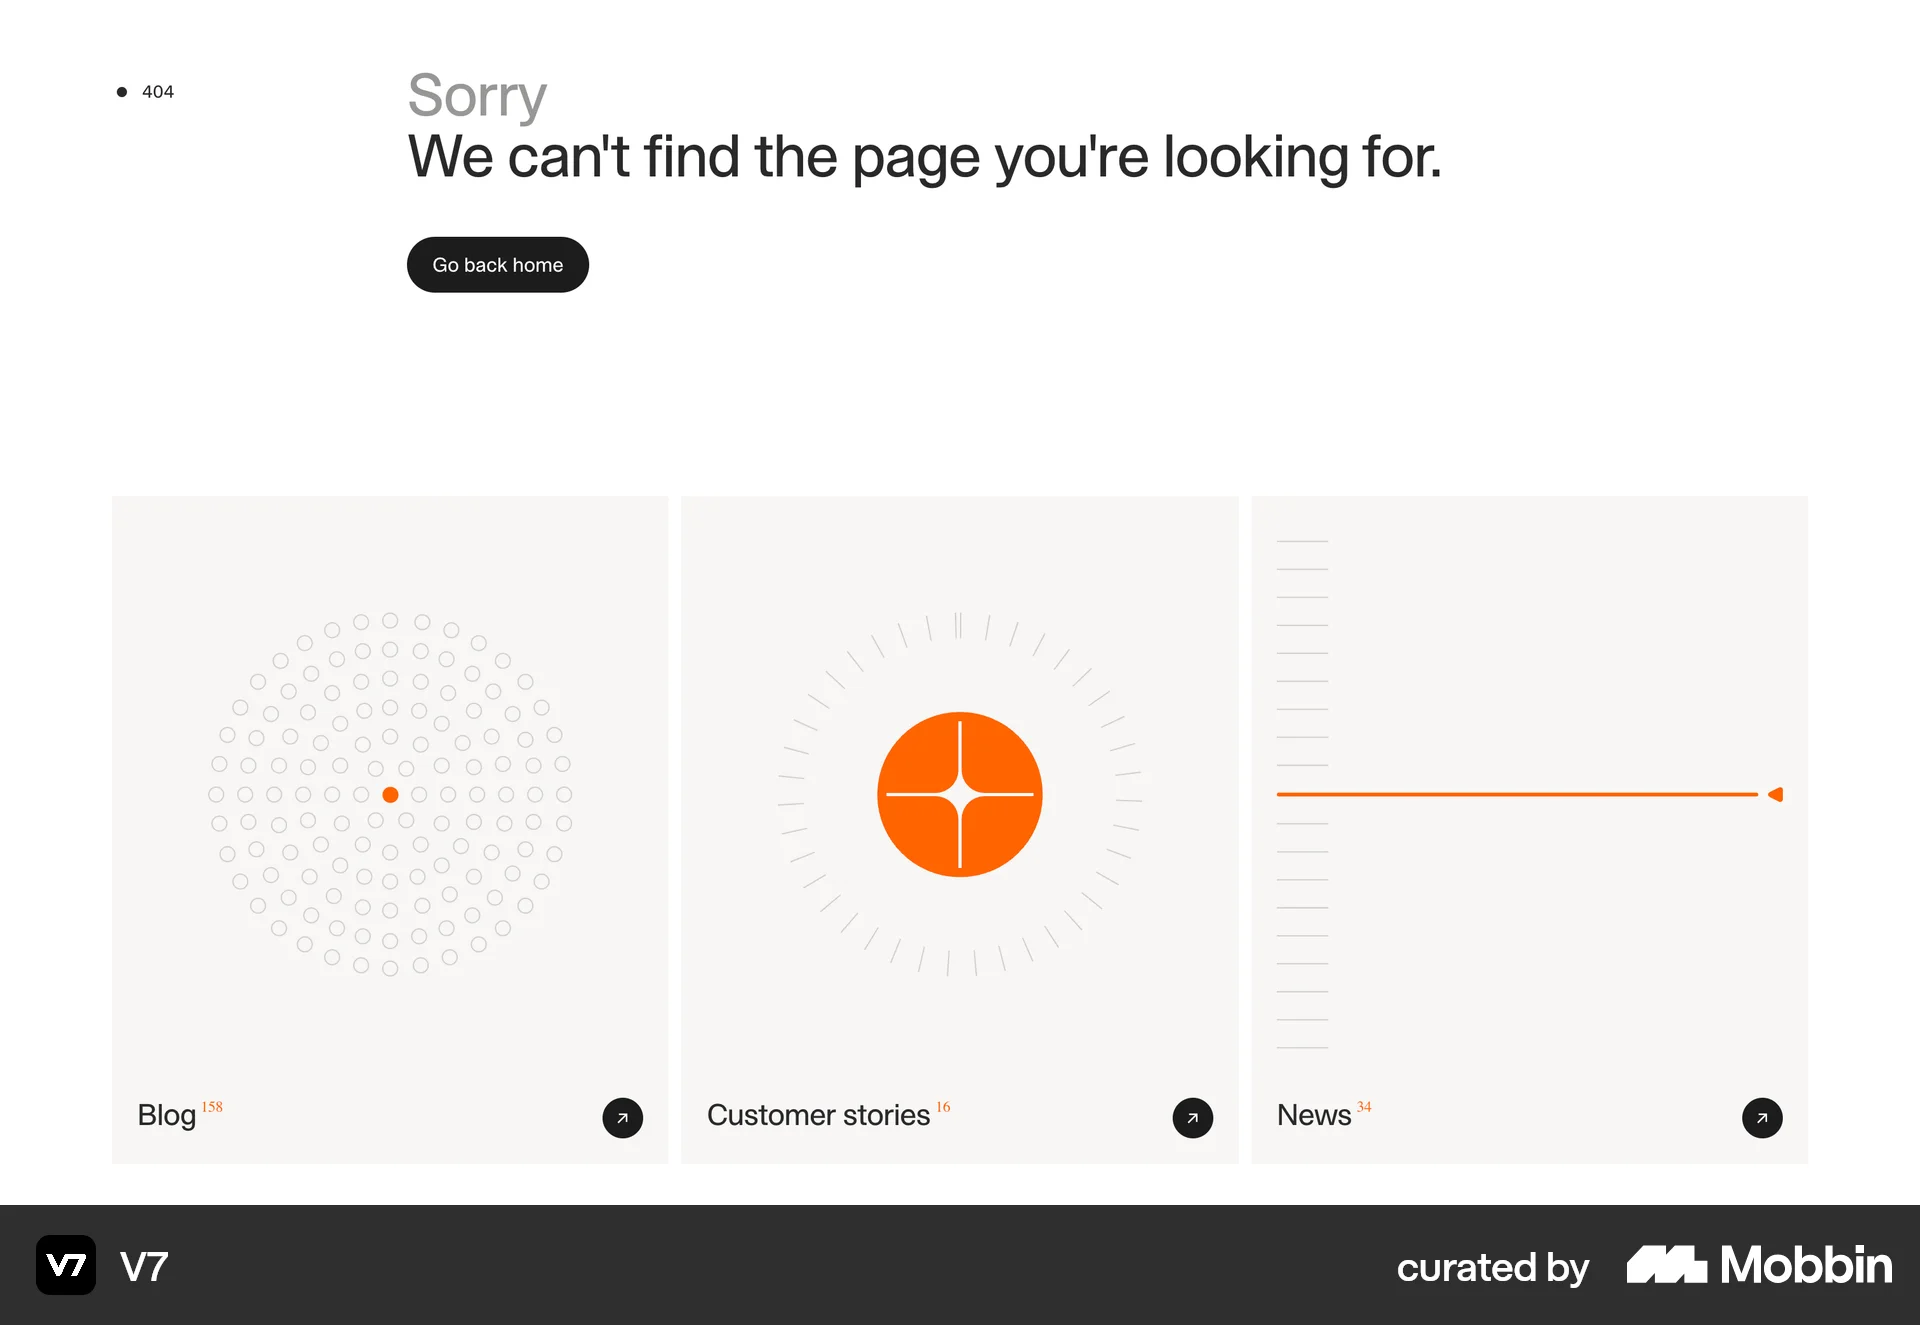 404
Sorry
We can't find the page you're looking for.
Go back home
Blog 158
Customer stories 16
News 34
V7 V7
curated by Mobbin